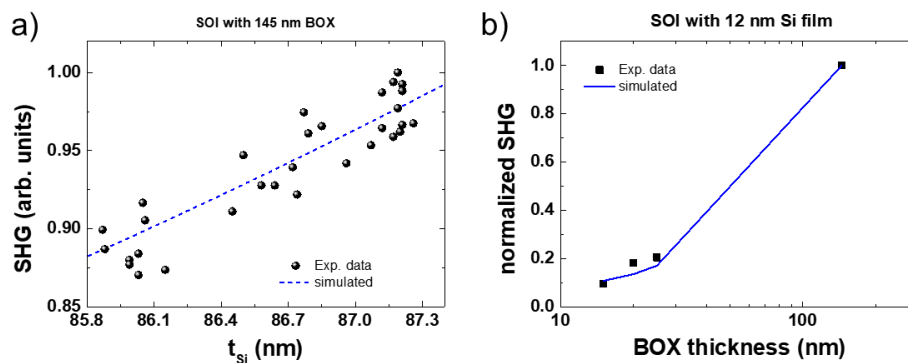 a)
SOI with 145 nm BOX
SHG (arb. units)
1.00
0.95
0.90
0.85
Exp. data
simulated
85.8 86.1 86.4 86.7 87.0 87.3
tSi (nm)
b)
SOI with 12 nm Si film
normalized SHG
1.0
0.8
0.6
0.4
0.2
0.0
Exp. data
simulated
10 100
BOX thickness (nm)